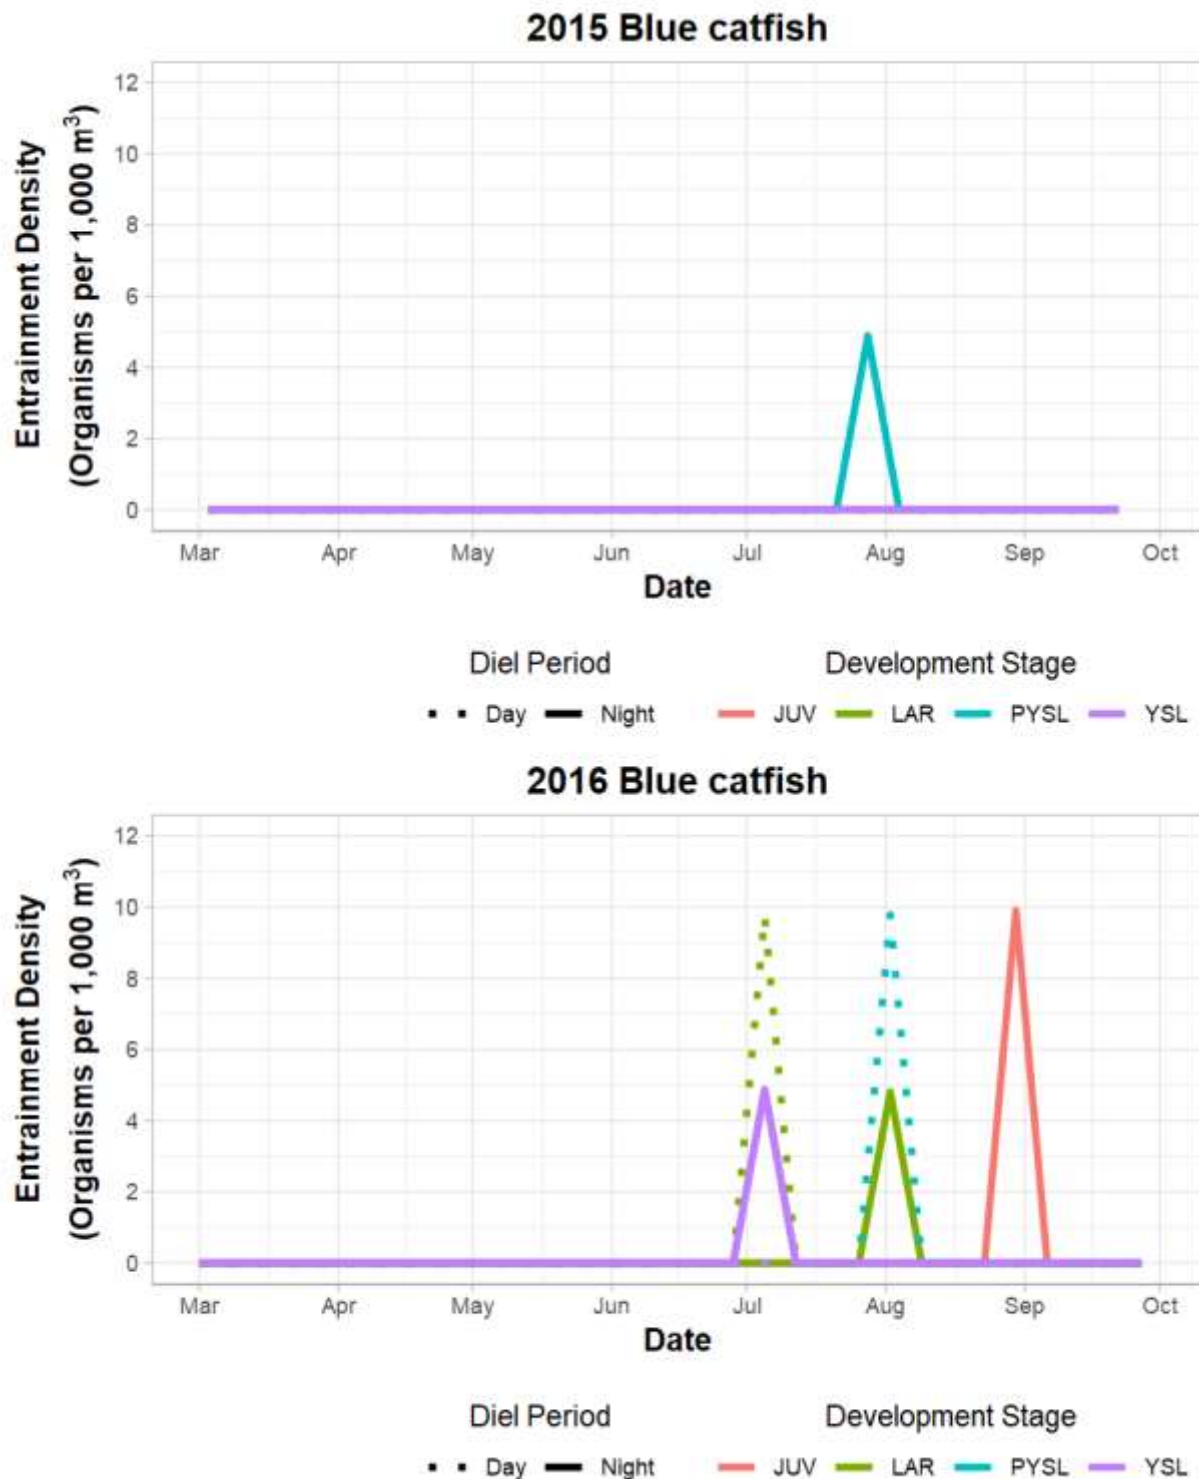 2015 Blue catfish
Entrainment Density
(Organisms per 1,000 m³)
12
10
8
6
4
2
0
Mar Apr May Jun Jul Aug Sep Oct
Date
Diel Period Development Stage
Day Night JUV LAR PYSL YSL
2016 Blue catfish
Entrainment Density
(Organisms per 1,000 m³)
12
10
8
6
4
2
0
Mar Apr May Jun Jul Aug Sep Oct
Date
Diel Period Development Stage
Day Night JUV LAR PYSL YSL